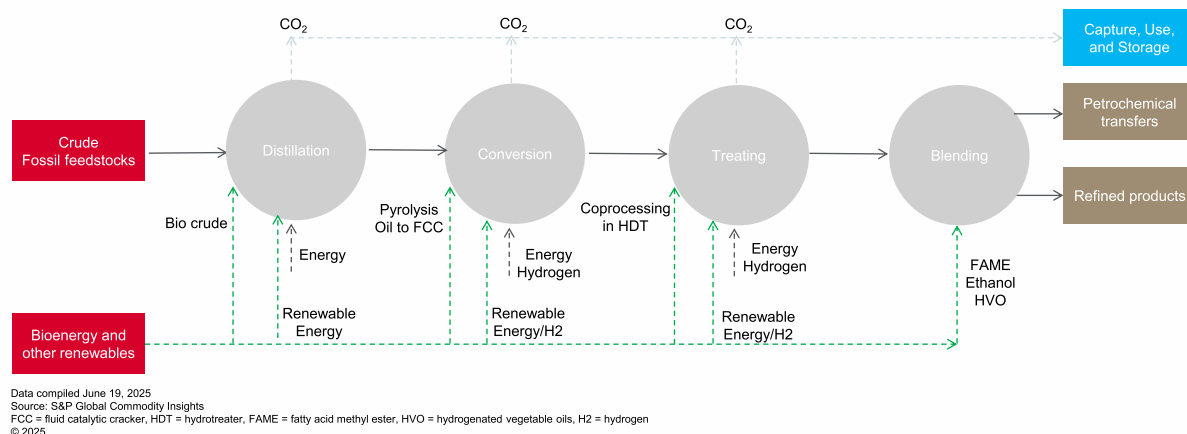 CO2
CO2
CO2
Capture, Use,
and Storage
Petrochemical
transfers
Crude
Fossil feedstocks
Distillation
Conversion
Treating
Blending
Refined products
Bio crude
Pyrolysis
Oil to FCC
Coprocessing
in HDT
Energy
Energy
Hydrogen
Energy
Hydrogen
FAME
Ethanol
HVO
Bioenergy and
other renewables
Renewable
Energy
Renewable
Energy/H2
Renewable
Energy/H2
Data compiled June 19, 2025
Source: S&P Global Commodity Insights
FCC = fluid catalytic cracker, HDT = hydrotreater, FAME = fatty acid methyl ester, HVO = hydrogenated vegetable oils, H2 = hydrogen
© 2025